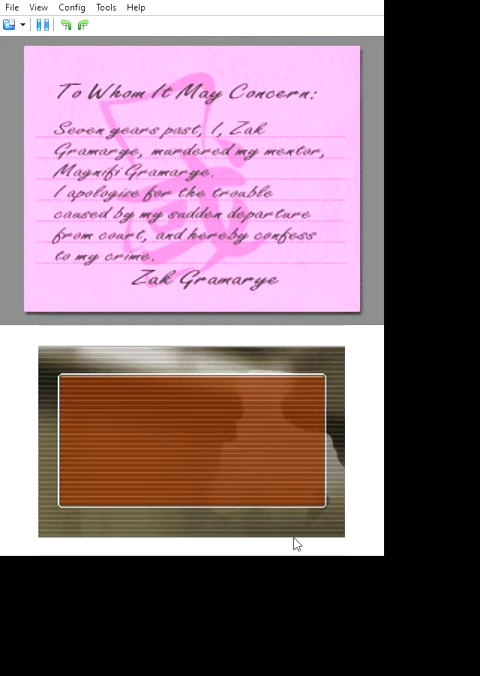 File View Config Tools Help
To Whom It May Concern:
Seven years past, I, Zak
Gramarye, murdered my mentor,
Magnifi Gramarye.
I apologize for the trouble
caused by my sudden departure
from court, and hereby confess
to my crime.
Zak Gramarye